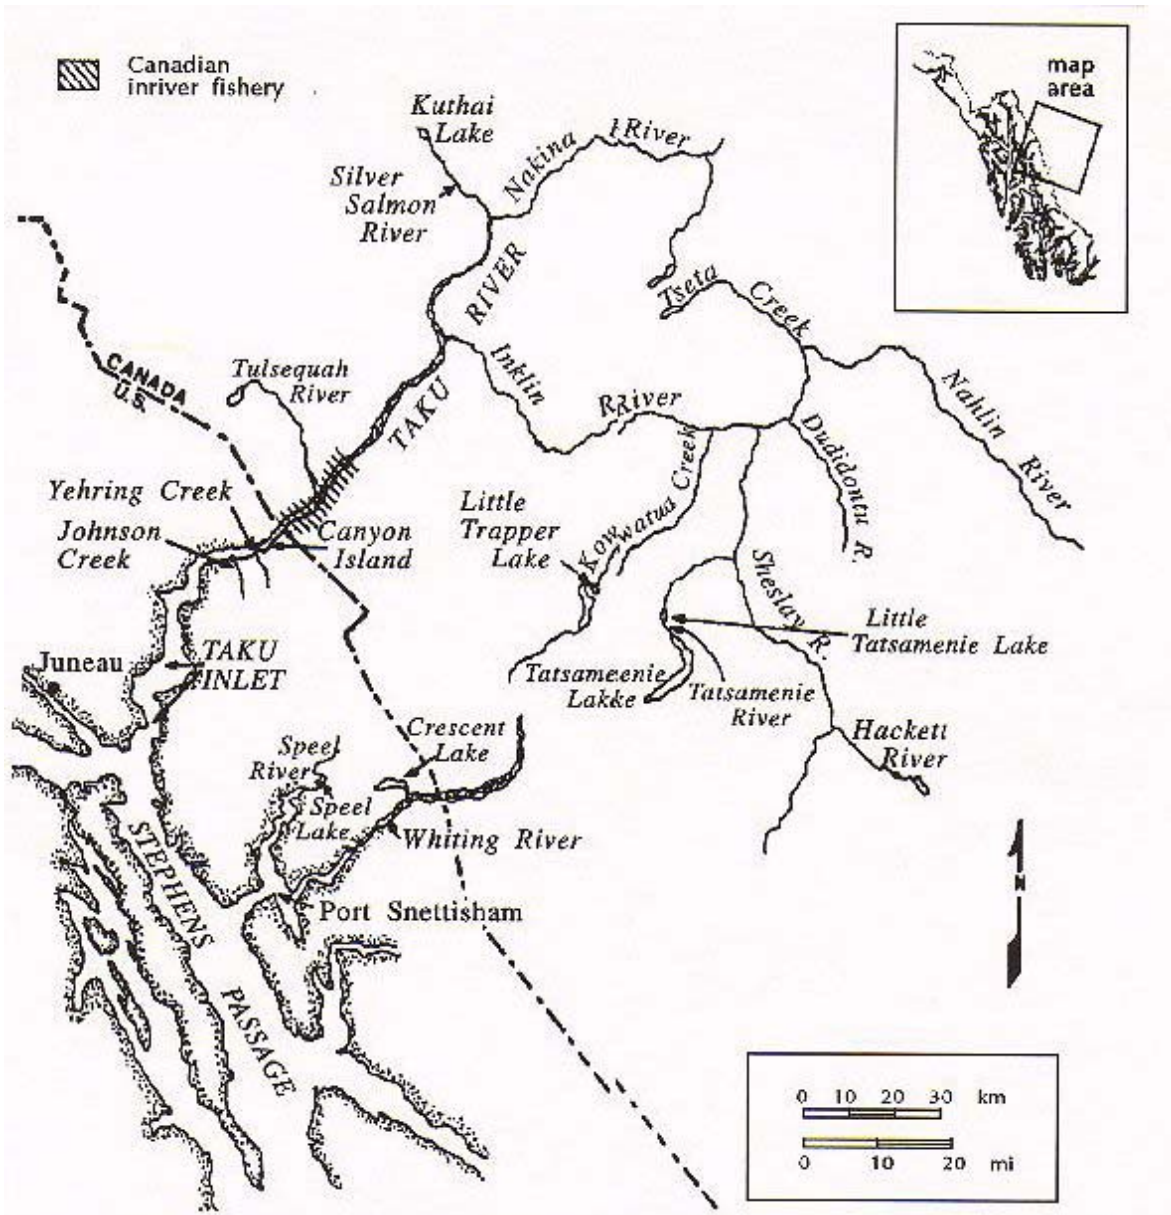 Canadian
inriver fishery
map
area
Kuthai
Lake
Nakina
River
Silver
Salmon
River
RIVER
TAKU
Tseta
Creek
CANADA
U.S.
Tulsequah
River
Inklin
RRiver
Nahlin
River
Dudidontu R.
Yehring Creek
Johnson
Creek
Canyon
Island
Little
Trapper
Lake
Kowwatua Creek
Sheslay R.
Little
Tatsamenie Lake
Juneau
TAKU
INLET
Tatsameenie
Lakke
Tatsamenie
River
Crescent
Lake
Speel
River
Speel
Lake
Hackett
River
Whiting River
STEPHENS
PASSAGE
Port Snettisham
N
0 10 20 30 km
0 10 20 mi